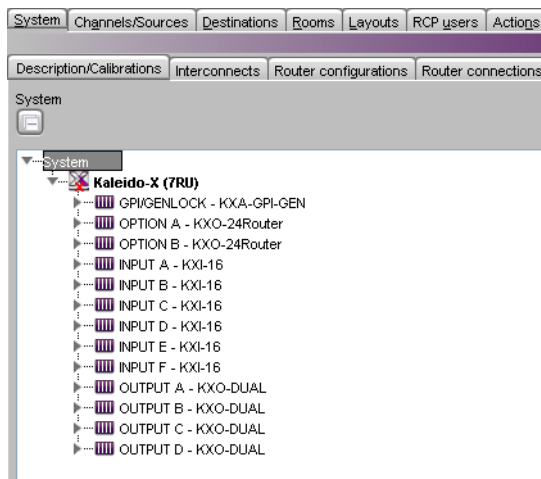 System Channels/Sources Destinations Rooms Layouts RCP users Actions
Description/Calibrations Interconnects Router configurations Router connections
System
System
Kaleido-X (7RU)
GPI/GENLOCK - KXA-GPI-GEN
OPTION A - KXO-24Router
OPTION B - KXO-24Router
INPUT A - KXI-16
INPUT B - KXI-16
INPUT C - KXI-16
INPUT D - KXI-16
INPUT E - KXI-16
INPUT F - KXI-16
OUTPUT A - KXO-DUAL
OUTPUT B - KXO-DUAL
OUTPUT C - KXO-DUAL
OUTPUT D - KXO-DUAL